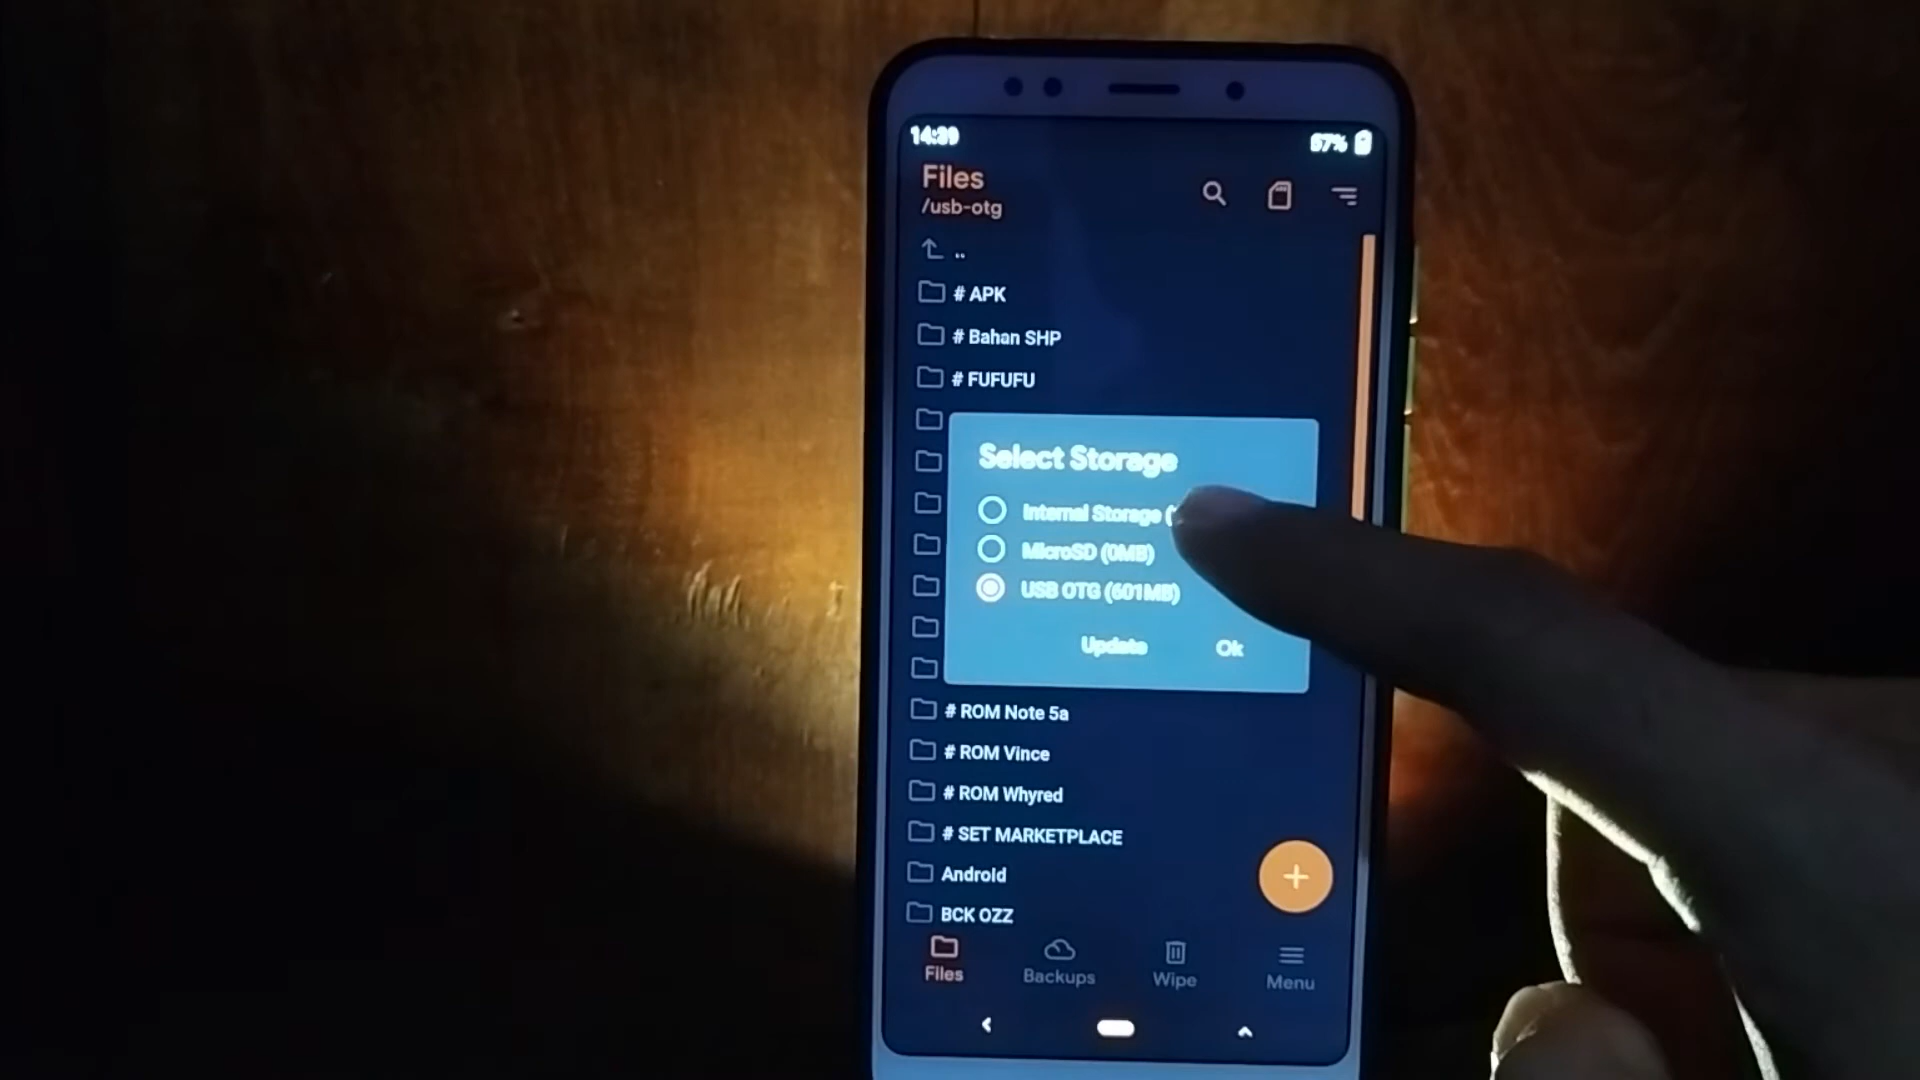 14:39
57%
Files
/usb-otg
..
# APK
# Bahan SHP
# FUFUFU
Select Storage
Internal Storage (
MicroSD (0MB)
USB OTG (601MB)
Update
Ok
# ROM Note 5a
# ROM Vince
# ROM Whyred
# SET MARKETPLACE
Android
BCK OZZ
Files
Backups
Wipe
Menu